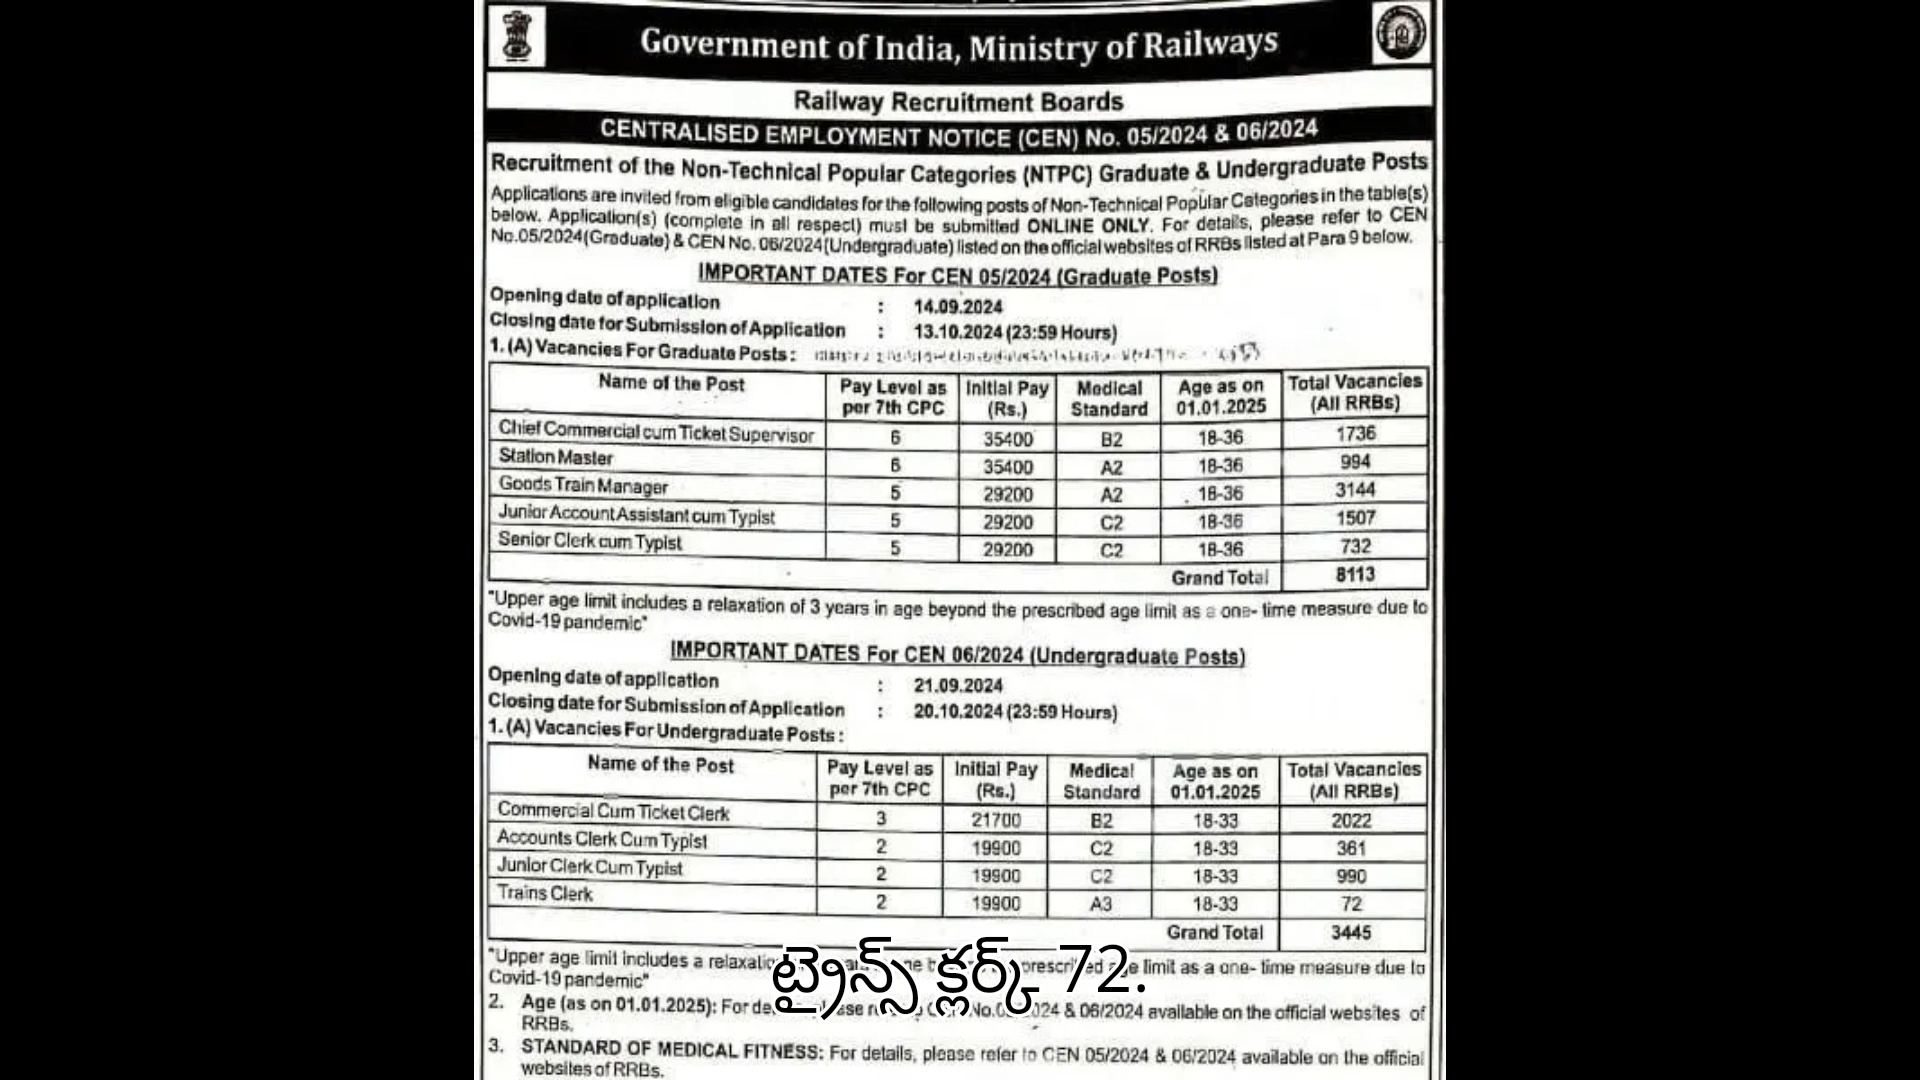 Government of India, Ministry of Railways
Railway Recruitment Boards
CENTRALISED EMPLOYMENT NOTICE (CEN) No. 05/2024 & 06/2024
Recruitment of the Non-Technical Popular Categories (NTPC) Graduate & Undergraduate Posts
Applications are invited from eligible candidates for the following posts of Non-Technical Popular Categories in the table(s)
below. Application(s) (complete in all respect) must be submitted ONLINE ONLY. For details, please refer to CEN
No.05/2024(Graduate) & CEN No. 06/2024(Undergraduate) listed on the official websites of RRBs listed at Para 9 below.
IMPORTANT DATES For CEN 05/2024 (Graduate Posts)
Opening date of application : 14.09.2024
Closing date for Submission of Application : 13.10.2024 (23:59 Hours)
1. (A) Vacancies For Graduate Posts :
Name of the Post Pay Level as per 7th CPC Initial Pay (Rs.) Medical Standard Age as on 01.01.2025 Total Vacancies (All RRBs)
Chief Commercial cum Ticket Supervisor 6 35400 B2 18-36 1736
Station Master 6 35400 A2 18-36 994
Goods Train Manager 5 29200 A2 18-36 3144
Junior Account Assistant cum Typist 5 29200 C2 18-36 1507
Senior Clerk cum Typist 5 29200 C2 18-36 732
Grand Total 8113
"Upper age limit includes a relaxation of 3 years in age beyond the prescribed age limit as a one- time measure due to
Covid-19 pandemic"
IMPORTANT DATES For CEN 06/2024 (Undergraduate Posts)
Opening date of application : 21.09.2024
Closing date for Submission of Application : 20.10.2024 (23:59 Hours)
1. (A) Vacancies For Undergraduate Posts :
Name of the Post Pay Level as per 7th CPC Initial Pay (Rs.) Medical Standard Age as on 01.01.2025 Total Vacancies (All RRBs)
Commercial Cum Ticket Clerk 3 21700 B2 18-33 2022
Accounts Clerk Cum Typist 2 19900 C2 18-33 361
Junior Clerk Cum Typist 2 19900 C2 18-33 990
Trains Clerk 2 19900 A3 18-33 72
Grand Total 3445
"Upper age limit includes a age limit as a one- time measure due to
Covid-19 pandemic"
ట్రైన్స్ క్లర్క్ 72.
2. Age (as on 01.01.2025): For & 06/2024 available on the official websites of
RRBs.
3. STANDARD OF MEDICAL FITNESS: For details, please refer to CEN 05/2024 & 06/2024 available on the official
websites of RRBs.